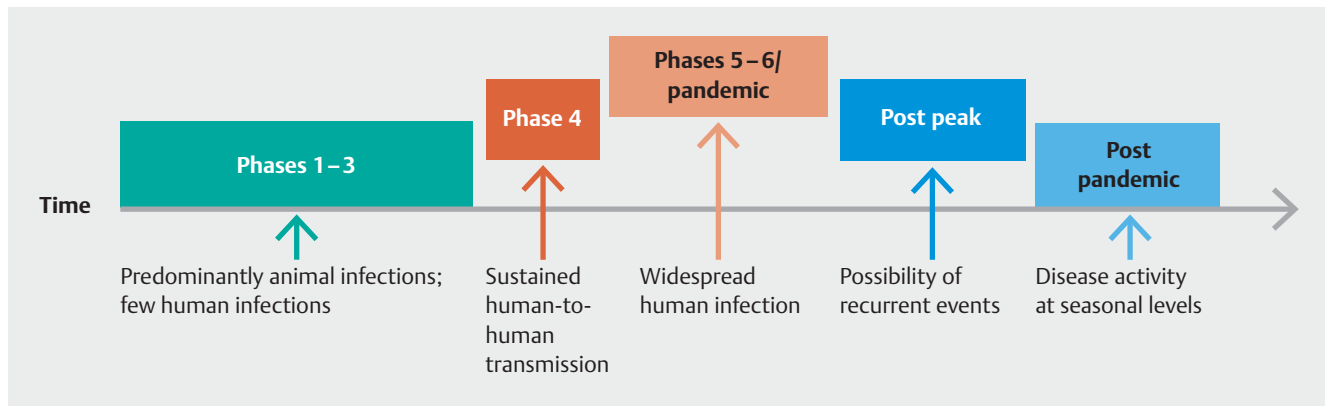 Phases 5 – 6/
pandemic
Phase 4
Post peak
Phases 1 – 3
Post
pandemic
Time
Predominantly animal infections;
few human infections
Sustained
human-to-
human
transmission
Widespread
human infection
Possibility of
recurrent events
Disease activity
at seasonal levels